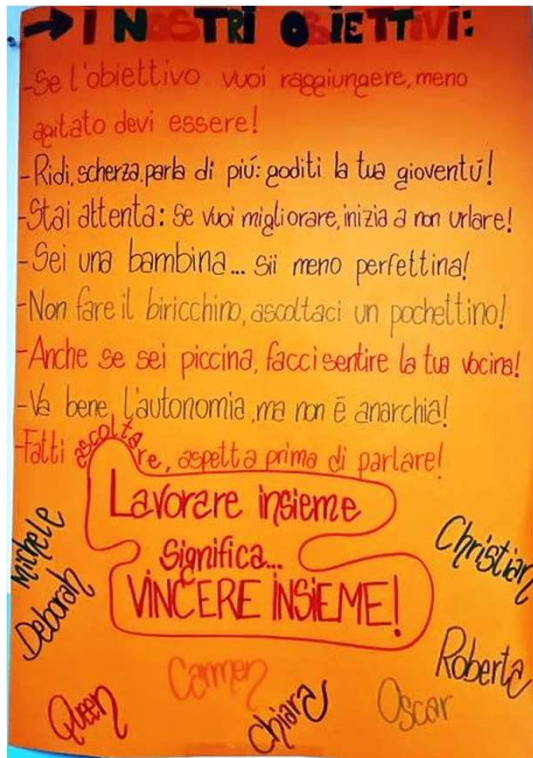 → I NOSTRI OBIETTIVI:
-Se l'obiettivo vuoi raggiungere, meno
agitato devi essere!
-Ridi, scherza, parla di più: goditi la tua gioventù!
-Stai attenta: se vuoi migliorare, inizia a non urlare!
-Sei una bambina... sii meno perfettina!
-Non fare il biricchino, ascoltaci un pochettino!
-Anche se sei piccina, facci sentire la tua vocina!
-Va bene, l'autonomia, ma non é anarchia!
-Fatti ascoltare, aspetta prima di parlare!
Lavorare insieme
significa...
VINCERE INSIEME!
Michele
Deborah
Queen
Carmen
Chiara
Oscar
Roberta
Christian